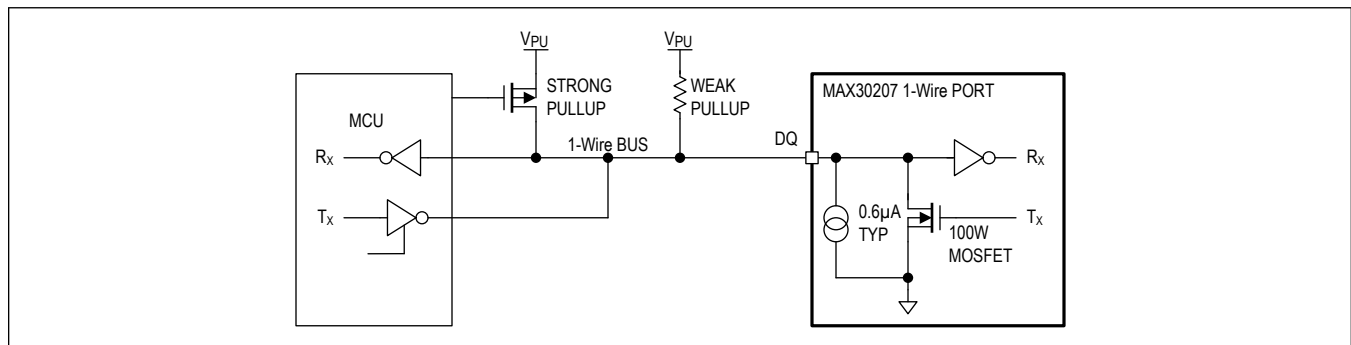 VPU
VPU
STRONG
PULLUP
WEAK
PULLUP
MAX30207 1-Wire PORT
MCU
DQ
1-Wire BUS
RX
RX
TX
0.6µA
TYP
TX
100W
MOSFET